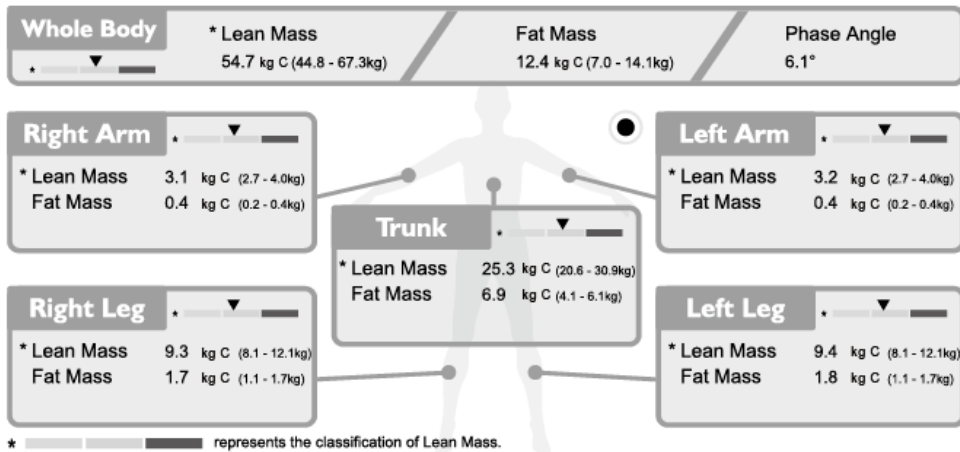 Whole Body
* Lean Mass
54.7 kg C (44.8 - 67.3kg)
Fat Mass
12.4 kg C (7.0 - 14.1kg)
Phase Angle
6.1°
*
Right Arm
*
* Lean Mass 3.1 kg C (2.7 - 4.0kg)
Fat Mass 0.4 kg C (0.2 - 0.4kg)
Left Arm
*
* Lean Mass 3.2 kg C (2.7 - 4.0kg)
Fat Mass 0.4 kg C (0.2 - 0.4kg)
Trunk
*
* Lean Mass 25.3 kg C (20.6 - 30.9kg)
Fat Mass 6.9 kg C (4.1 - 6.1kg)
Right Leg
*
* Lean Mass 9.3 kg C (8.1 - 12.1kg)
Fat Mass 1.7 kg C (1.1 - 1.7kg)
Left Leg
*
* Lean Mass 9.4 kg C (8.1 - 12.1kg)
Fat Mass 1.8 kg C (1.1 - 1.7kg)
* represents the classification of Lean Mass.